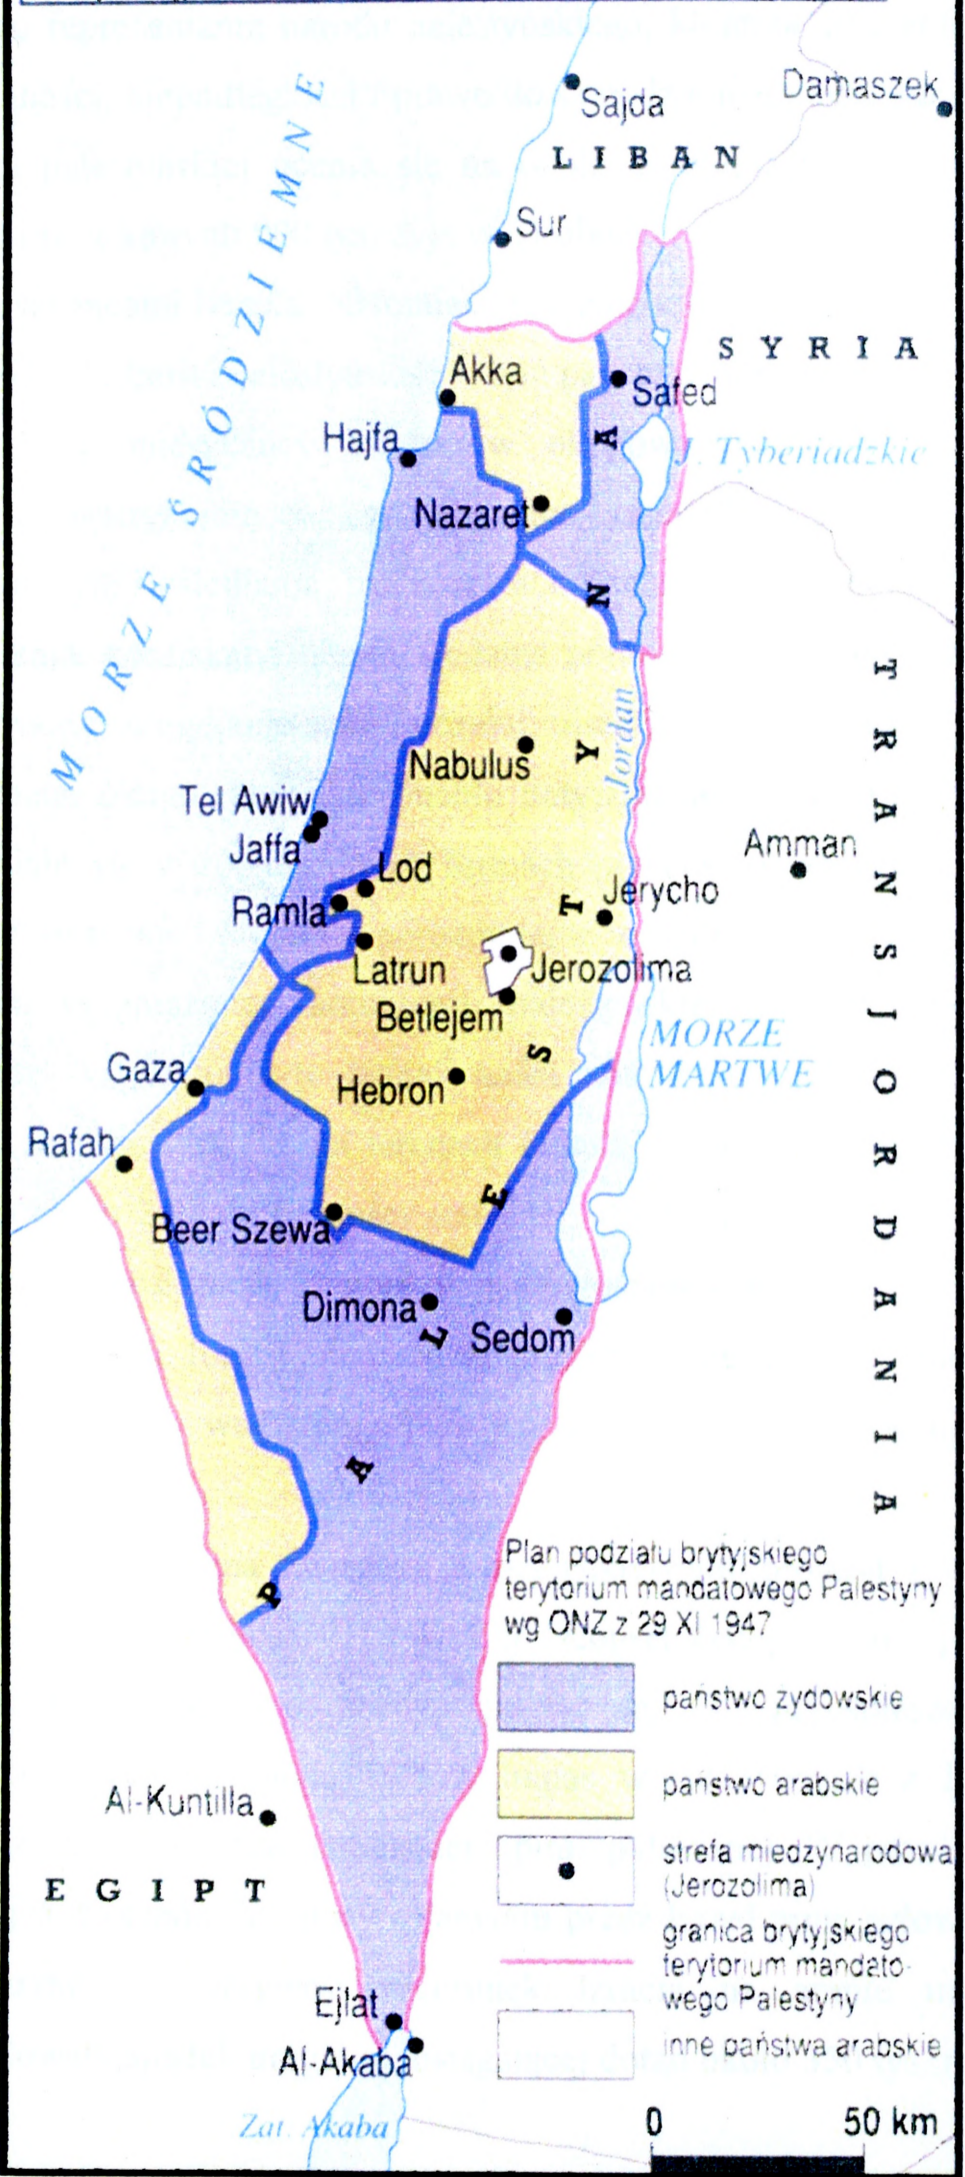 MORZE ŚRÓDZIEMNE
Sajda
Damaszek
LIBAN
Sur
SYRIA
Akka
Safed
Hajfa
J. Tyberiadzkie
Nazaret
PALESTYNA
TRANSJORDANIA
Jordan
Nabulus
Tel Awiw
Jaffa
Amman
Lod
Jerycho
Ramla
Latrun
Jerozolima
Betlejem
MORZE
MARTWE
Gaza
Hebron
Rafah
Beer Szewa
Dimona
Sedom
Plan podziału brytyjskiego
terytorium mandatowego Palestyny
wg ONZ z 29 XI 1947
państwo żydowskie
państwo arabskie
Al-Kuntilla
strefa miedzynarodowa
(Jerozolima)
EGIPT
granica brytyjskiego
terytorium mandato-
wego Palestyny
Ejlat
inne państwa arabskie
Al-Akaba
Zat. Akaba
0 50 km